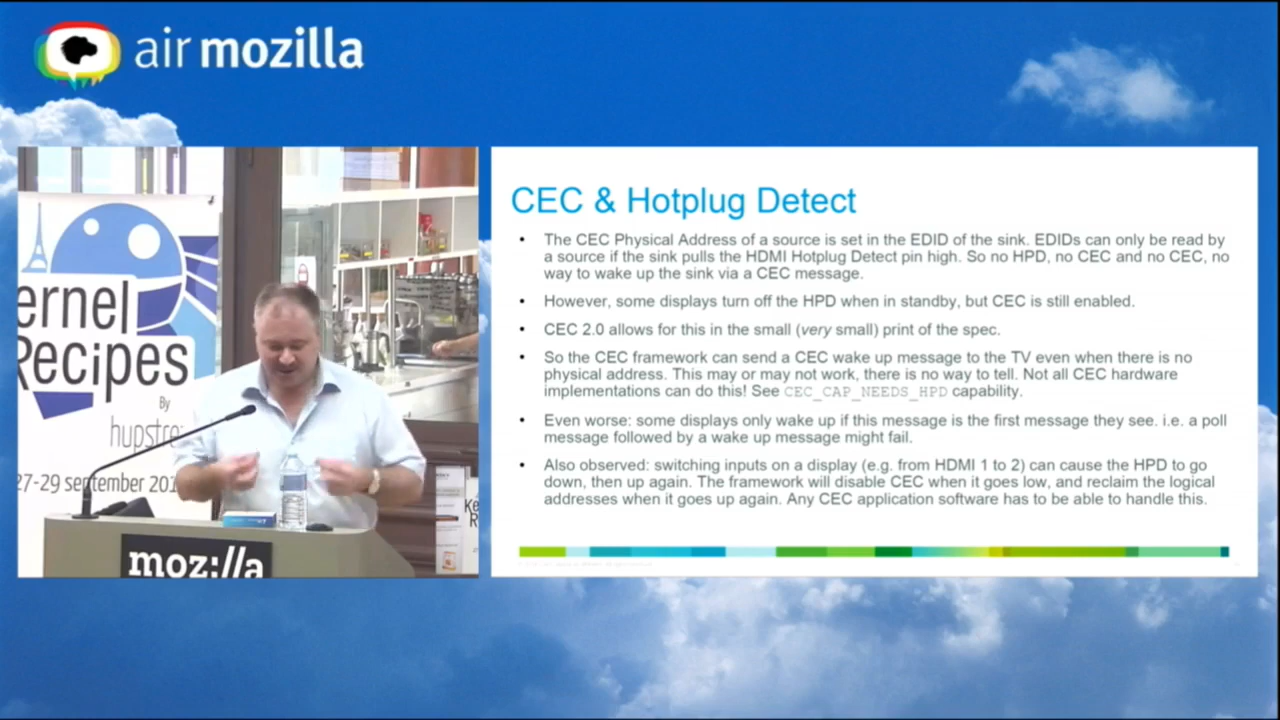 air mozilla
ernel
Recipes
By
hupstre
27-29 september 201
moz://a
Ke
R
CEC & Hotplug Detect
• The CEC Physical Address of a source is set in the EDID of the sink. EDIDs can only be read by
a source if the sink pulls the HDMI Hotplug Detect pin high. So no HPD, no CEC and no CEC, no
way to wake up the sink via a CEC message.
• However, some displays turn off the HPD when in standby, but CEC is still enabled.
• CEC 2.0 allows for this in the small (very small) print of the spec.
• So the CEC framework can send a CEC wake up message to the TV even when there is no
physical address. This may or may not work, there is no way to tell. Not all CEC hardware
implementations can do this! See CEC_CAP_NEEDS_HPD capability.
• Even worse: some displays only wake up if this message is the first message they see. i.e. a poll
message followed by a wake up message might fail.
• Also observed: switching inputs on a display (e.g. from HDMI 1 to 2) can cause the HPD to go
down, then up again. The framework will disable CEC when it goes low, and reclaim the logical
addresses when it goes up again. Any CEC application software has to be able to handle this.